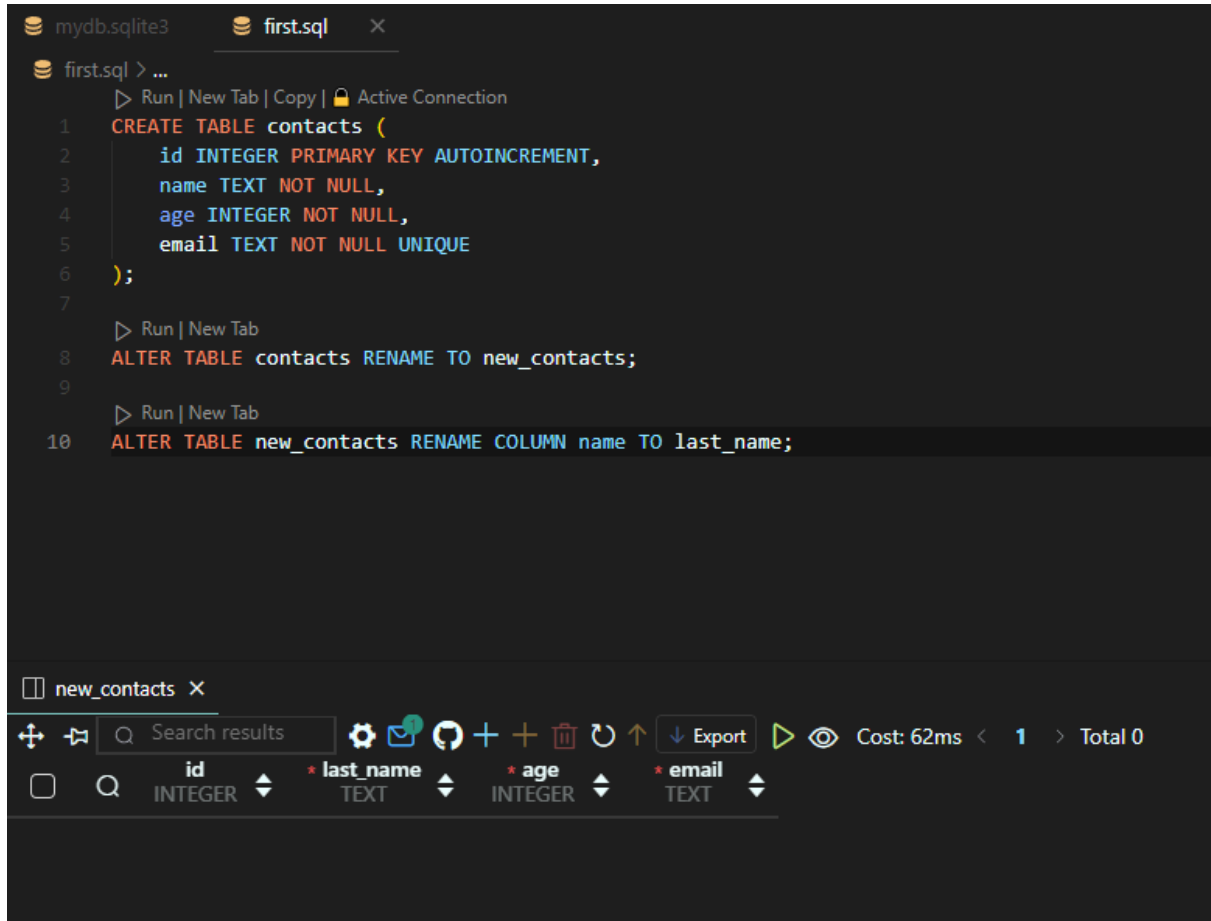 mydb.sqlite3 first.sql
first.sql > ...
Run | New Tab | Copy | Active Connection
1 CREATE TABLE contacts (
2 id INTEGER PRIMARY KEY AUTOINCREMENT,
3 name TEXT NOT NULL,
4 age INTEGER NOT NULL,
5 email TEXT NOT NULL UNIQUE
6 );
7
Run | New Tab
8 ALTER TABLE contacts RENAME TO new_contacts;
9
Run | New Tab
10 ALTER TABLE new_contacts RENAME COLUMN name TO last_name;
new_contacts
Search results 1 Export Cost: 62ms < 1 > Total 0
id * last_name * age * email
INTEGER TEXT INTEGER TEXT